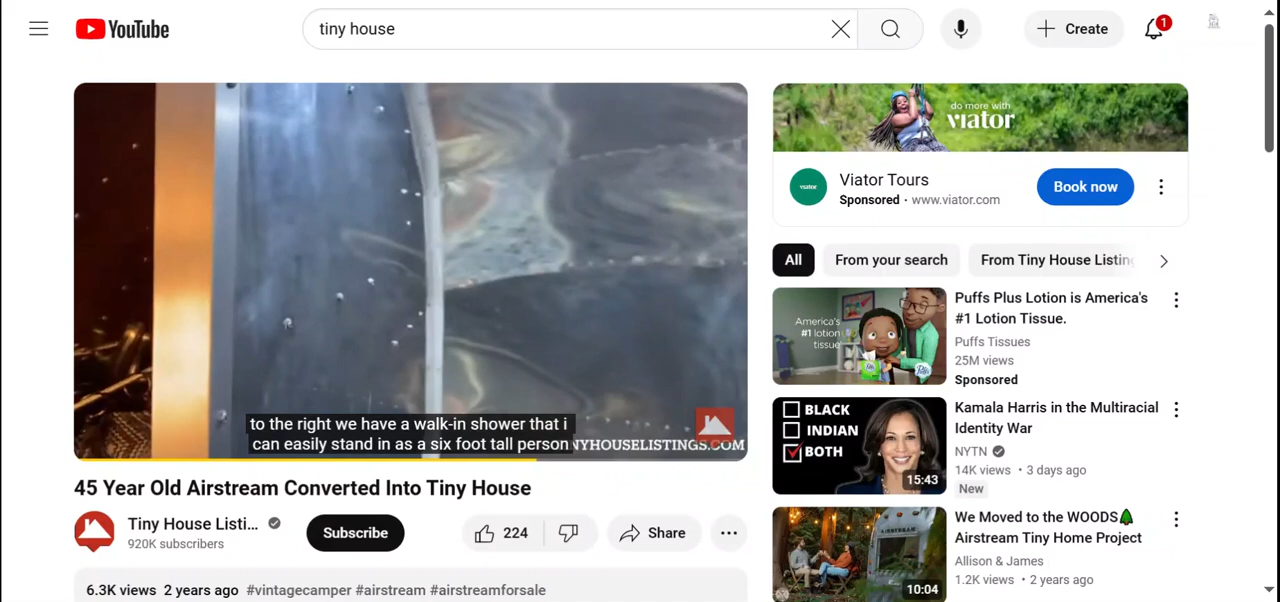 YouTube
tiny house
Create
1
to the right we have a walk-in shower that i
can easily stand in as a six foot tall person
NYHOUSELISTINGS.COM
45 Year Old Airstream Converted Into Tiny House
Tiny House Listi...
920K subscribers
Subscribe
224
Share
6.3K views 2 years ago #vintagecamper #airstream #airstreamforsale
do more with
viator
viator
Viator Tours
Sponsored · www.viator.com
Book now
All
From your search
From Tiny House Listing
America's
#1 lotion
tissue
Puffs
Puffs Plus Lotion is America's
#1 Lotion Tissue.
Puffs Tissues
25M views
Sponsored
BLACK
INDIAN
BOTH
15:43
Kamala Harris in the Multiracial
Identity War
NYTN
14K views • 3 days ago
New
AIRSTREAM
10:04
We Moved to the WOODS🌲
Airstream Tiny Home Project
Allison & James
1.2K views • 2 years ago